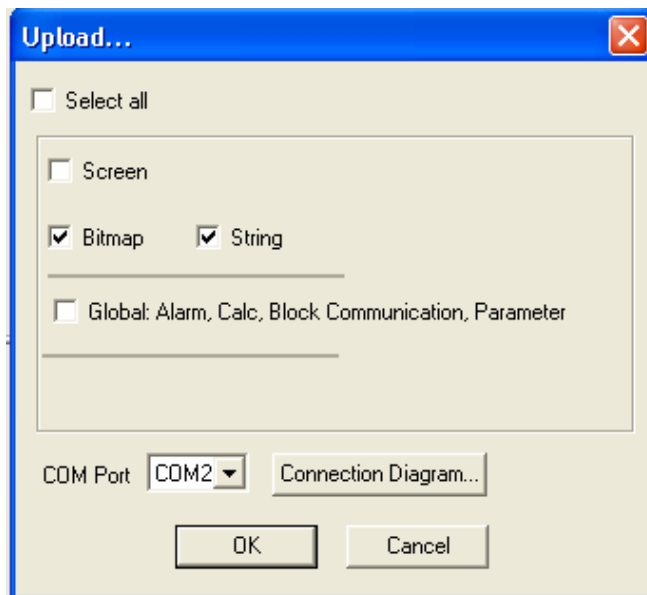 Upload...
Select all
Screen
Bitmap String
Global: Alarm, Calc, Block Communication, Parameter
COM Port COM2 Connection Diagram...
OK Cancel